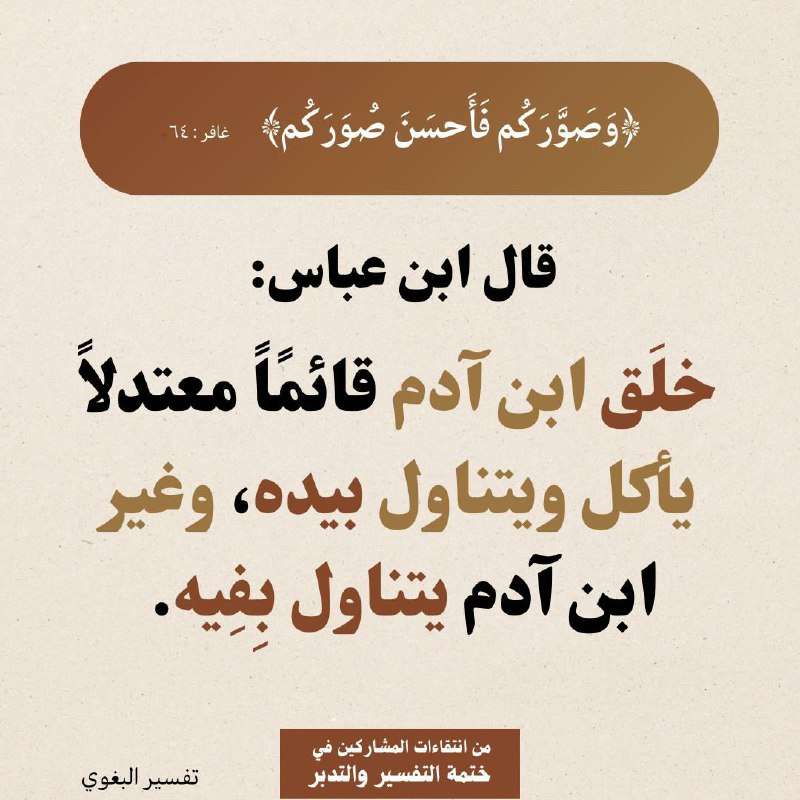 ﴿وَصَوَّرَكُم فَأَحسَنَ صُوَرَكُم﴾ غافر : ٦٤
قال ابن عباس:
خلَق ابن آدم قائمًاً معتدلاً
يأكل ويتناول بيده، وغير
ابن آدم يتناول بِفِيه.
من انتقاءات المشاركين في
ختمة التفسير والتدبر
تفسير البغوي